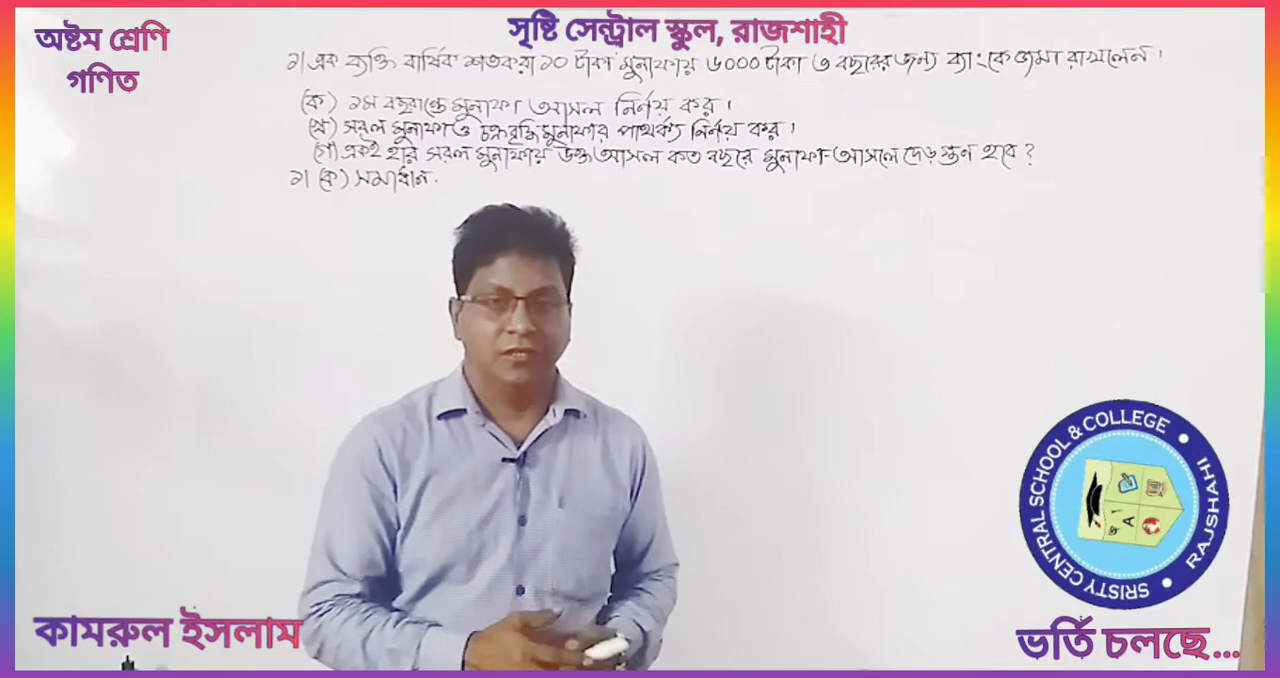 অষ্টম শ্রেণি
গণিত
সৃষ্টি সেন্ট্রাল স্কুল, রাজশাহী
১। এক ব্যক্তি বার্ষিক শতকরা ১০ টাকা মুনাফায় ৬০০০ টাকা ৩ বছরের জন্য ব্যাংকে জমা রাখলেন।
(ক) ১ম বছরান্তে মুনাফা আসল নির্ণয় কর।
(খ) সরল মুনাফা ও চক্রবৃদ্ধি মুনাফার পার্থক্য নির্ণয় কর।
(গ) একই হার সরল মুনাফায় উক্ত আসল কত বছরে মুনাফা-আসলে দেড়গুন হবে?
১। (ক) সমাধান.
SRISTY CENTRAL SCHOOL & COLLEGE • RAJSHAHI •
কামরুল ইসলাম
ভর্তি চলছে...